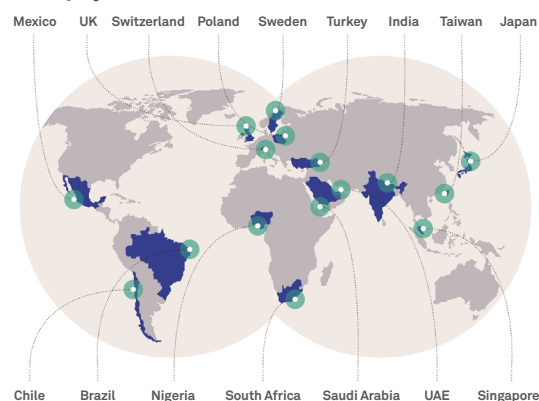 Mexico UK Switzerland Poland Sweden Turkey India Taiwan Japan
Chile Brazil Nigeria South Africa Saudi Arabia UAE Singapore